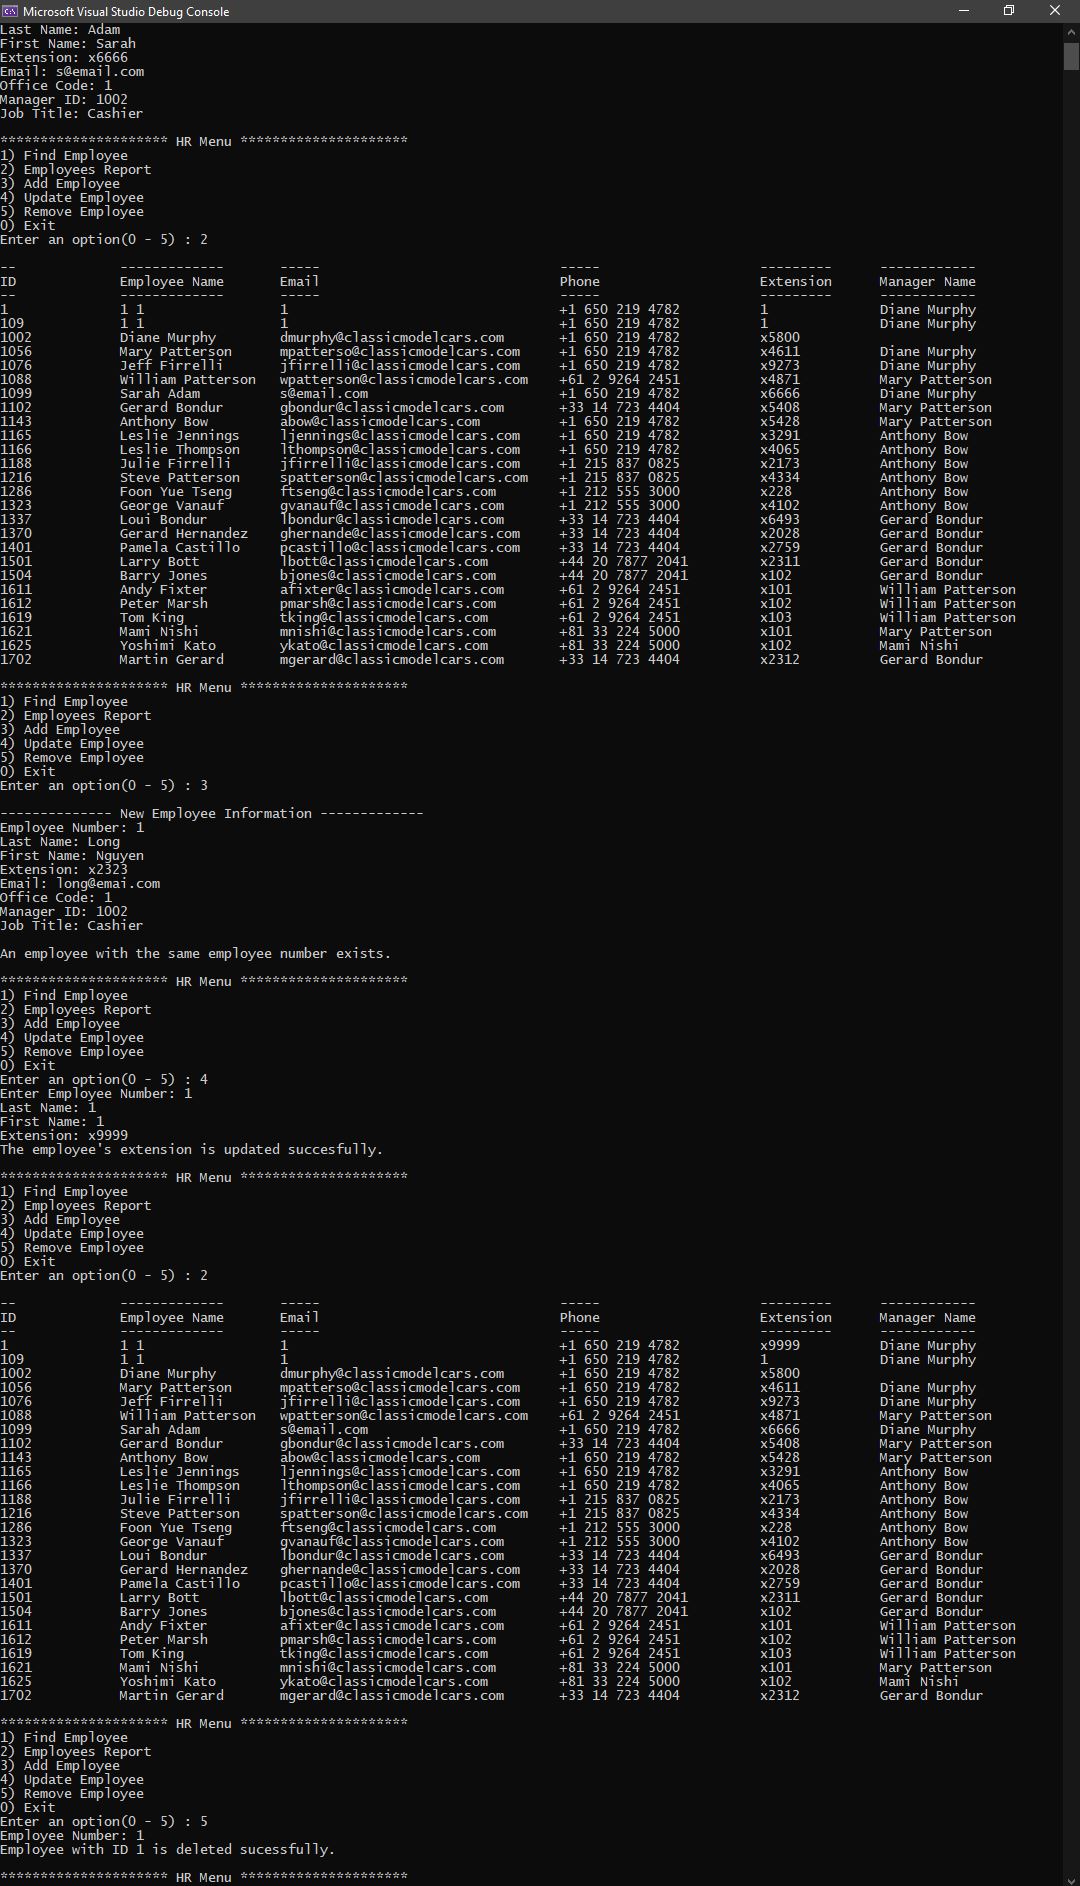 Microsoft Visual Studio Debug Console
Last Name: Adam
First Name: Sarah
Extension: x6666
Email: s@email.com
Office Code: 1
Manager ID: 1002
Job Title: Cashier
********************* HR Menu *********************
1) Find Employee
2) Employees Report
3) Add Employee
4) Update Employee
5) Remove Employee
0) Exit
Enter an option(0 - 5) : 2
-- ------------- ----- ----- --------- ------------
ID Employee Name Email Phone Extension Manager Name
-- ------------- ----- ----- --------- ------------
1 1 1 1 +1 650 219 4782 1 Diane Murphy
109 1 1 1 +1 650 219 4782 1 Diane Murphy
1002 Diane Murphy dmurphy@classicmodelcars.com +1 650 219 4782 x5800
1056 Mary Patterson mpatterso@classicmodelcars.com +1 650 219 4782 x4611 Diane Murphy
1076 Jeff Firrelli jfirrelli@classicmodelcars.com +1 650 219 4782 x9273 Diane Murphy
1088 William Patterson wpatterson@classicmodelcars.com +61 2 9264 2451 x4871 Mary Patterson
1099 Sarah Adam s@email.com +1 650 219 4782 x6666 Diane Murphy
1102 Gerard Bondur gbondur@classicmodelcars.com +33 14 723 4404 x5408 Mary Patterson
1143 Anthony Bow abow@classicmodelcars.com +1 650 219 4782 x5428 Mary Patterson
1165 Leslie Jennings ljennings@classicmodelcars.com +1 650 219 4782 x3291 Anthony Bow
1166 Leslie Thompson lthompson@classicmodelcars.com +1 650 219 4782 x4065 Anthony Bow
1188 Julie Firrelli jfirrelli@classicmodelcars.com +1 215 837 0825 x2173 Anthony Bow
1216 Steve Patterson spatterson@classicmodelcars.com +1 215 837 0825 x4334 Anthony Bow
1286 Foon Yue Tseng ftseng@classicmodelcars.com +1 212 555 3000 x228 Anthony Bow
1323 George Vanauf gvanauf@classicmodelcars.com +1 212 555 3000 x4102 Anthony Bow
1337 Loui Bondur lbondur@classicmodelcars.com +33 14 723 4404 x6493 Gerard Bondur
1370 Gerard Hernandez ghernande@classicmodelcars.com +33 14 723 4404 x2028 Gerard Bondur
1401 Pamela Castillo pcastillo@classicmodelcars.com +33 14 723 4404 x2759 Gerard Bondur
1501 Larry Bott lbott@classicmodelcars.com +44 20 7877 2041 x2311 Gerard Bondur
1504 Barry Jones bjones@classicmodelcars.com +44 20 7877 2041 x102 Gerard Bondur
1611 Andy Fixter afixter@classicmodelcars.com +61 2 9264 2451 x101 William Patterson
1612 Peter Marsh pmarsh@classicmodelcars.com +61 2 9264 2451 x102 William Patterson
1619 Tom King tking@classicmodelcars.com +61 2 9264 2451 x103 William Patterson
1621 Mami Nishi mnishi@classicmodelcars.com +81 33 224 5000 x101 Mary Patterson
1625 Yoshimi Kato ykato@classicmodelcars.com +81 33 224 5000 x102 Mami Nishi
1702 Martin Gerard mgerard@classicmodelcars.com +33 14 723 4404 x2312 Gerard Bondur
********************* HR Menu *********************
1) Find Employee
2) Employees Report
3) Add Employee
4) Update Employee
5) Remove Employee
0) Exit
Enter an option(0 - 5) : 3
-------------- New Employee Information -------------
Employee Number: 1
Last Name: Long
First Name: Nguyen
Extension: x2323
Email: long@emai.com
Office Code: 1
Manager ID: 1002
Job Title: Cashier
An employee with the same employee number exists.
********************* HR Menu *********************
1) Find Employee
2) Employees Report
3) Add Employee
4) Update Employee
5) Remove Employee
0) Exit
Enter an option(0 - 5) : 4
Enter Employee Number: 1
Last Name: 1
First Name: 1
Extension: x9999
The employee's extension is updated succesfully.
********************* HR Menu *********************
1) Find Employee
2) Employees Report
3) Add Employee
4) Update Employee
5) Remove Employee
0) Exit
Enter an option(0 - 5) : 2
-- ------------- ----- ----- --------- ------------
ID Employee Name Email Phone Extension Manager Name
-- ------------- ----- ----- --------- ------------
1 1 1 1 +1 650 219 4782 x9999 Diane Murphy
109 1 1 1 +1 650 219 4782 1 Diane Murphy
1002 Diane Murphy dmurphy@classicmodelcars.com +1 650 219 4782 x5800
1056 Mary Patterson mpatterso@classicmodelcars.com +1 650 219 4782 x4611 Diane Murphy
1076 Jeff Firrelli jfirrelli@classicmodelcars.com +1 650 219 4782 x9273 Diane Murphy
1088 William Patterson wpatterson@classicmodelcars.com +61 2 9264 2451 x4871 Mary Patterson
1099 Sarah Adam s@email.com +1 650 219 4782 x6666 Diane Murphy
1102 Gerard Bondur gbondur@classicmodelcars.com +33 14 723 4404 x5408 Mary Patterson
1143 Anthony Bow abow@classicmodelcars.com +1 650 219 4782 x5428 Mary Patterson
1165 Leslie Jennings ljennings@classicmodelcars.com +1 650 219 4782 x3291 Anthony Bow
1166 Leslie Thompson lthompson@classicmodelcars.com +1 650 219 4782 x4065 Anthony Bow
1188 Julie Firrelli jfirrelli@classicmodelcars.com +1 215 837 0825 x2173 Anthony Bow
1216 Steve Patterson spatterson@classicmodelcars.com +1 215 837 0825 x4334 Anthony Bow
1286 Foon Yue Tseng ftseng@classicmodelcars.com +1 212 555 3000 x228 Anthony Bow
1323 George Vanauf gvanauf@classicmodelcars.com +1 212 555 3000 x4102 Anthony Bow
1337 Loui Bondur lbondur@classicmodelcars.com +33 14 723 4404 x6493 Gerard Bondur
1370 Gerard Hernandez ghernande@classicmodelcars.com +33 14 723 4404 x2028 Gerard Bondur
1401 Pamela Castillo pcastillo@classicmodelcars.com +33 14 723 4404 x2759 Gerard Bondur
1501 Larry Bott lbott@classicmodelcars.com +44 20 7877 2041 x2311 Gerard Bondur
1504 Barry Jones bjones@classicmodelcars.com +44 20 7877 2041 x102 Gerard Bondur
1611 Andy Fixter afixter@classicmodelcars.com +61 2 9264 2451 x101 William Patterson
1612 Peter Marsh pmarsh@classicmodelcars.com +61 2 9264 2451 x102 William Patterson
1619 Tom King tking@classicmodelcars.com +61 2 9264 2451 x103 William Patterson
1621 Mami Nishi mnishi@classicmodelcars.com +81 33 224 5000 x101 Mary Patterson
1625 Yoshimi Kato ykato@classicmodelcars.com +81 33 224 5000 x102 Mami Nishi
1702 Martin Gerard mgerard@classicmodelcars.com +33 14 723 4404 x2312 Gerard Bondur
********************* HR Menu *********************
1) Find Employee
2) Employees Report
3) Add Employee
4) Update Employee
5) Remove Employee
0) Exit
Enter an option(0 - 5) : 5
Employee Number: 1
Employee with ID 1 is deleted sucessfully.
********************* HR Menu *********************